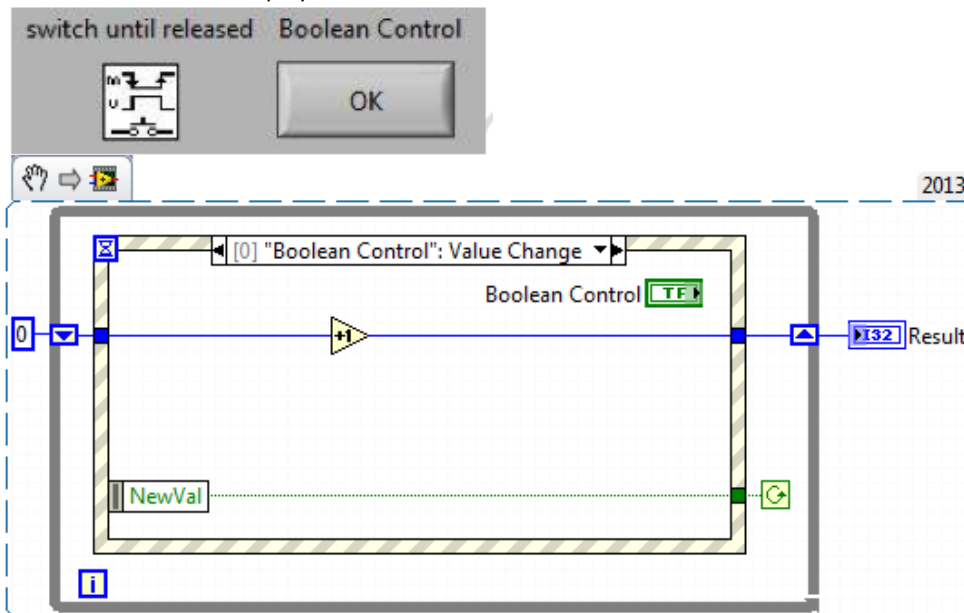 switch until released Boolean Control
m
v
OK
2013
[0] "Boolean Control": Value Change
Boolean Control TF
+1
0
I32 Result
NewVal
i